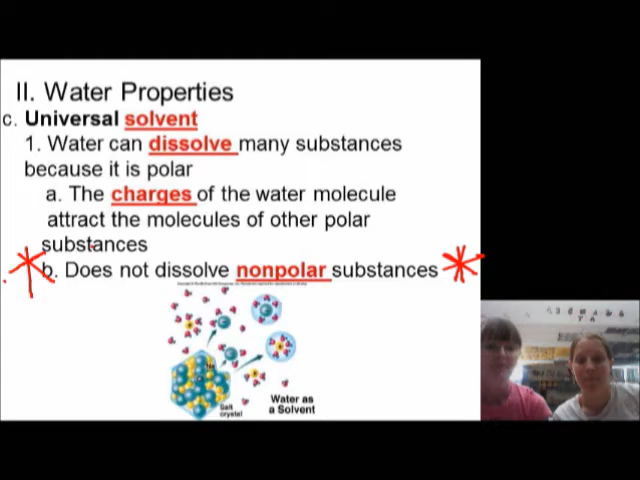 II. Water Properties
c. Universal solvent
1. Water can dissolve many substances
because it is polar
a. The charges of the water molecule
attract the molecules of other polar
substances
b. Does not dissolve nonpolar substances
Salt
crystal
Water as
a Solvent